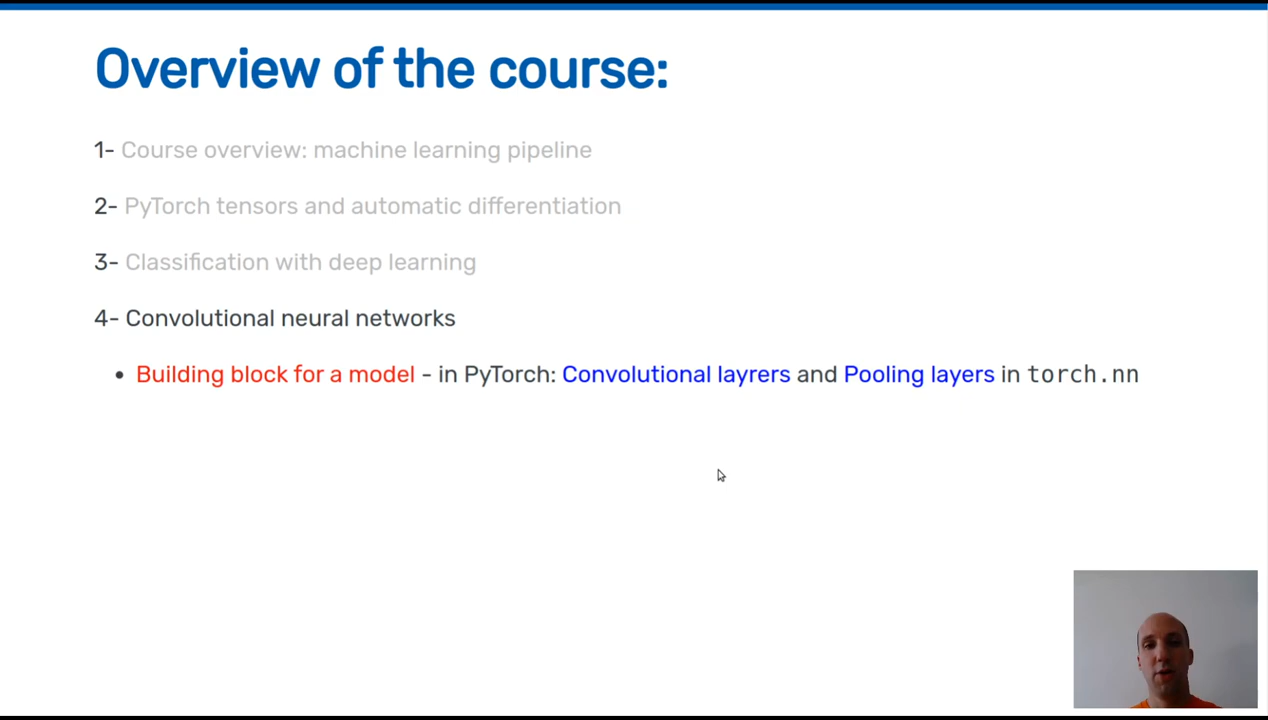 Overview of the course:
1- Course overview: machine learning pipeline
2- PyTorch tensors and automatic differentiation
3- Classification with deep learning
4- Convolutional neural networks
• Building block for a model - in PyTorch: Convolutional layrers and Pooling layers in torch.nn